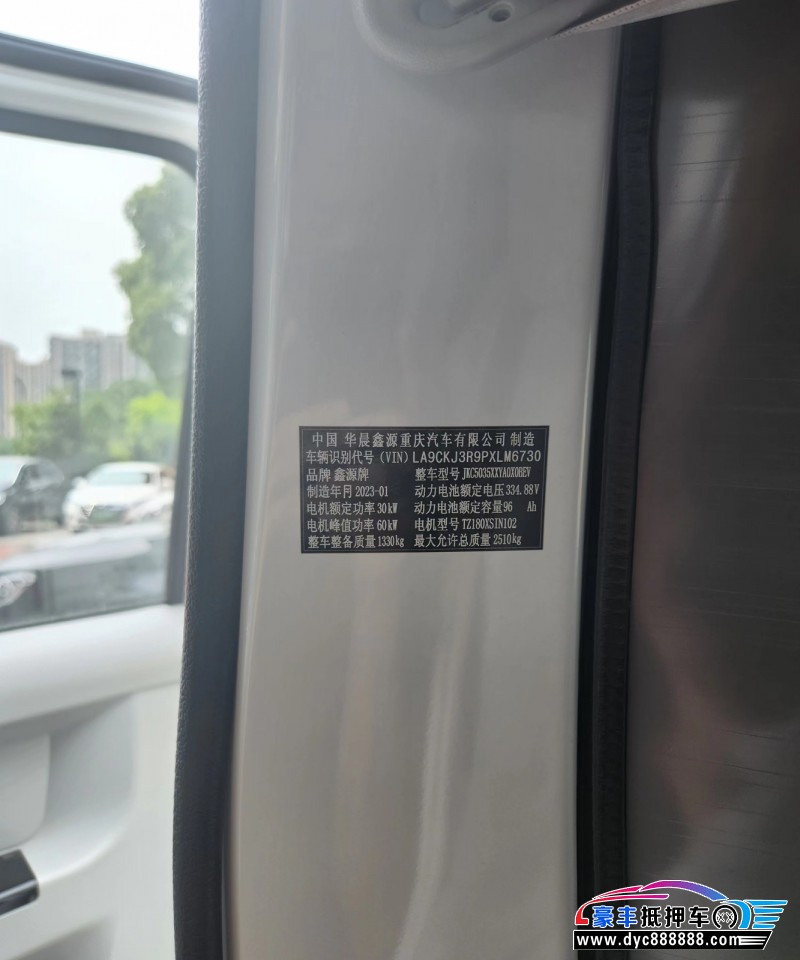 中国 华晨鑫源重庆汽车有限公司 制造
车辆识别代号 (VIN) LA9CKJ3R9PXLM6730
品牌 鑫源牌 整车型号 JKC5035XXYA0X0BEV
制造年月 2023-01 动力电池额定电压 334.88V
电机额定功率 30kW 动力电池额定容量 96 Ah
电机峰值功率 60kW 电机型号 TZ180XSIN102
整车整备质量 1330kg 最大允许总质量 2510kg
豪丰抵押车
www.dyc888888.com